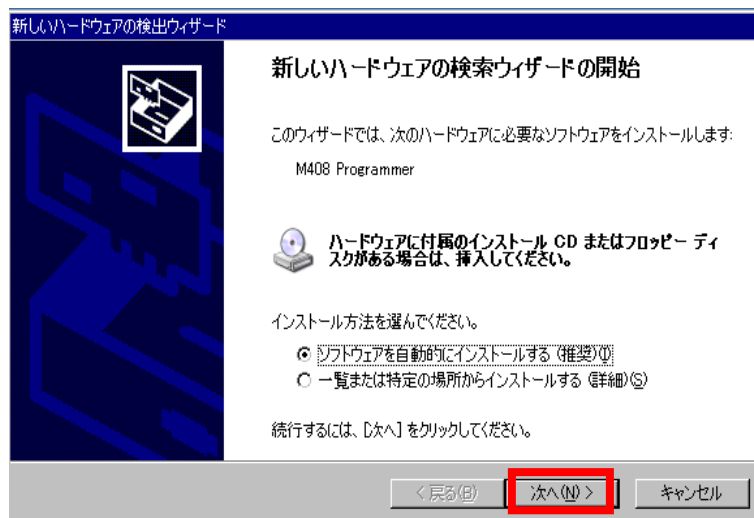 新しいハードウェアの検出ウィザード
新しいハードウェアの検索ウィザードの開始
このウィザードでは、次のハードウェアに必要なソフトウェアをインストールします:
M408 Programmer
ハードウェアに付属のインストール CD またはフロッピー ディ
スクがある場合は、挿入してください。
インストール方法を選んでください。
ソフトウェアを自動的にインストールする (推奨)(I)
一覧または特定の場所からインストールする (詳細)(S)
続行するには、[次へ] をクリックしてください。
< 戻る(B)
次へ(N) >
キャンセル